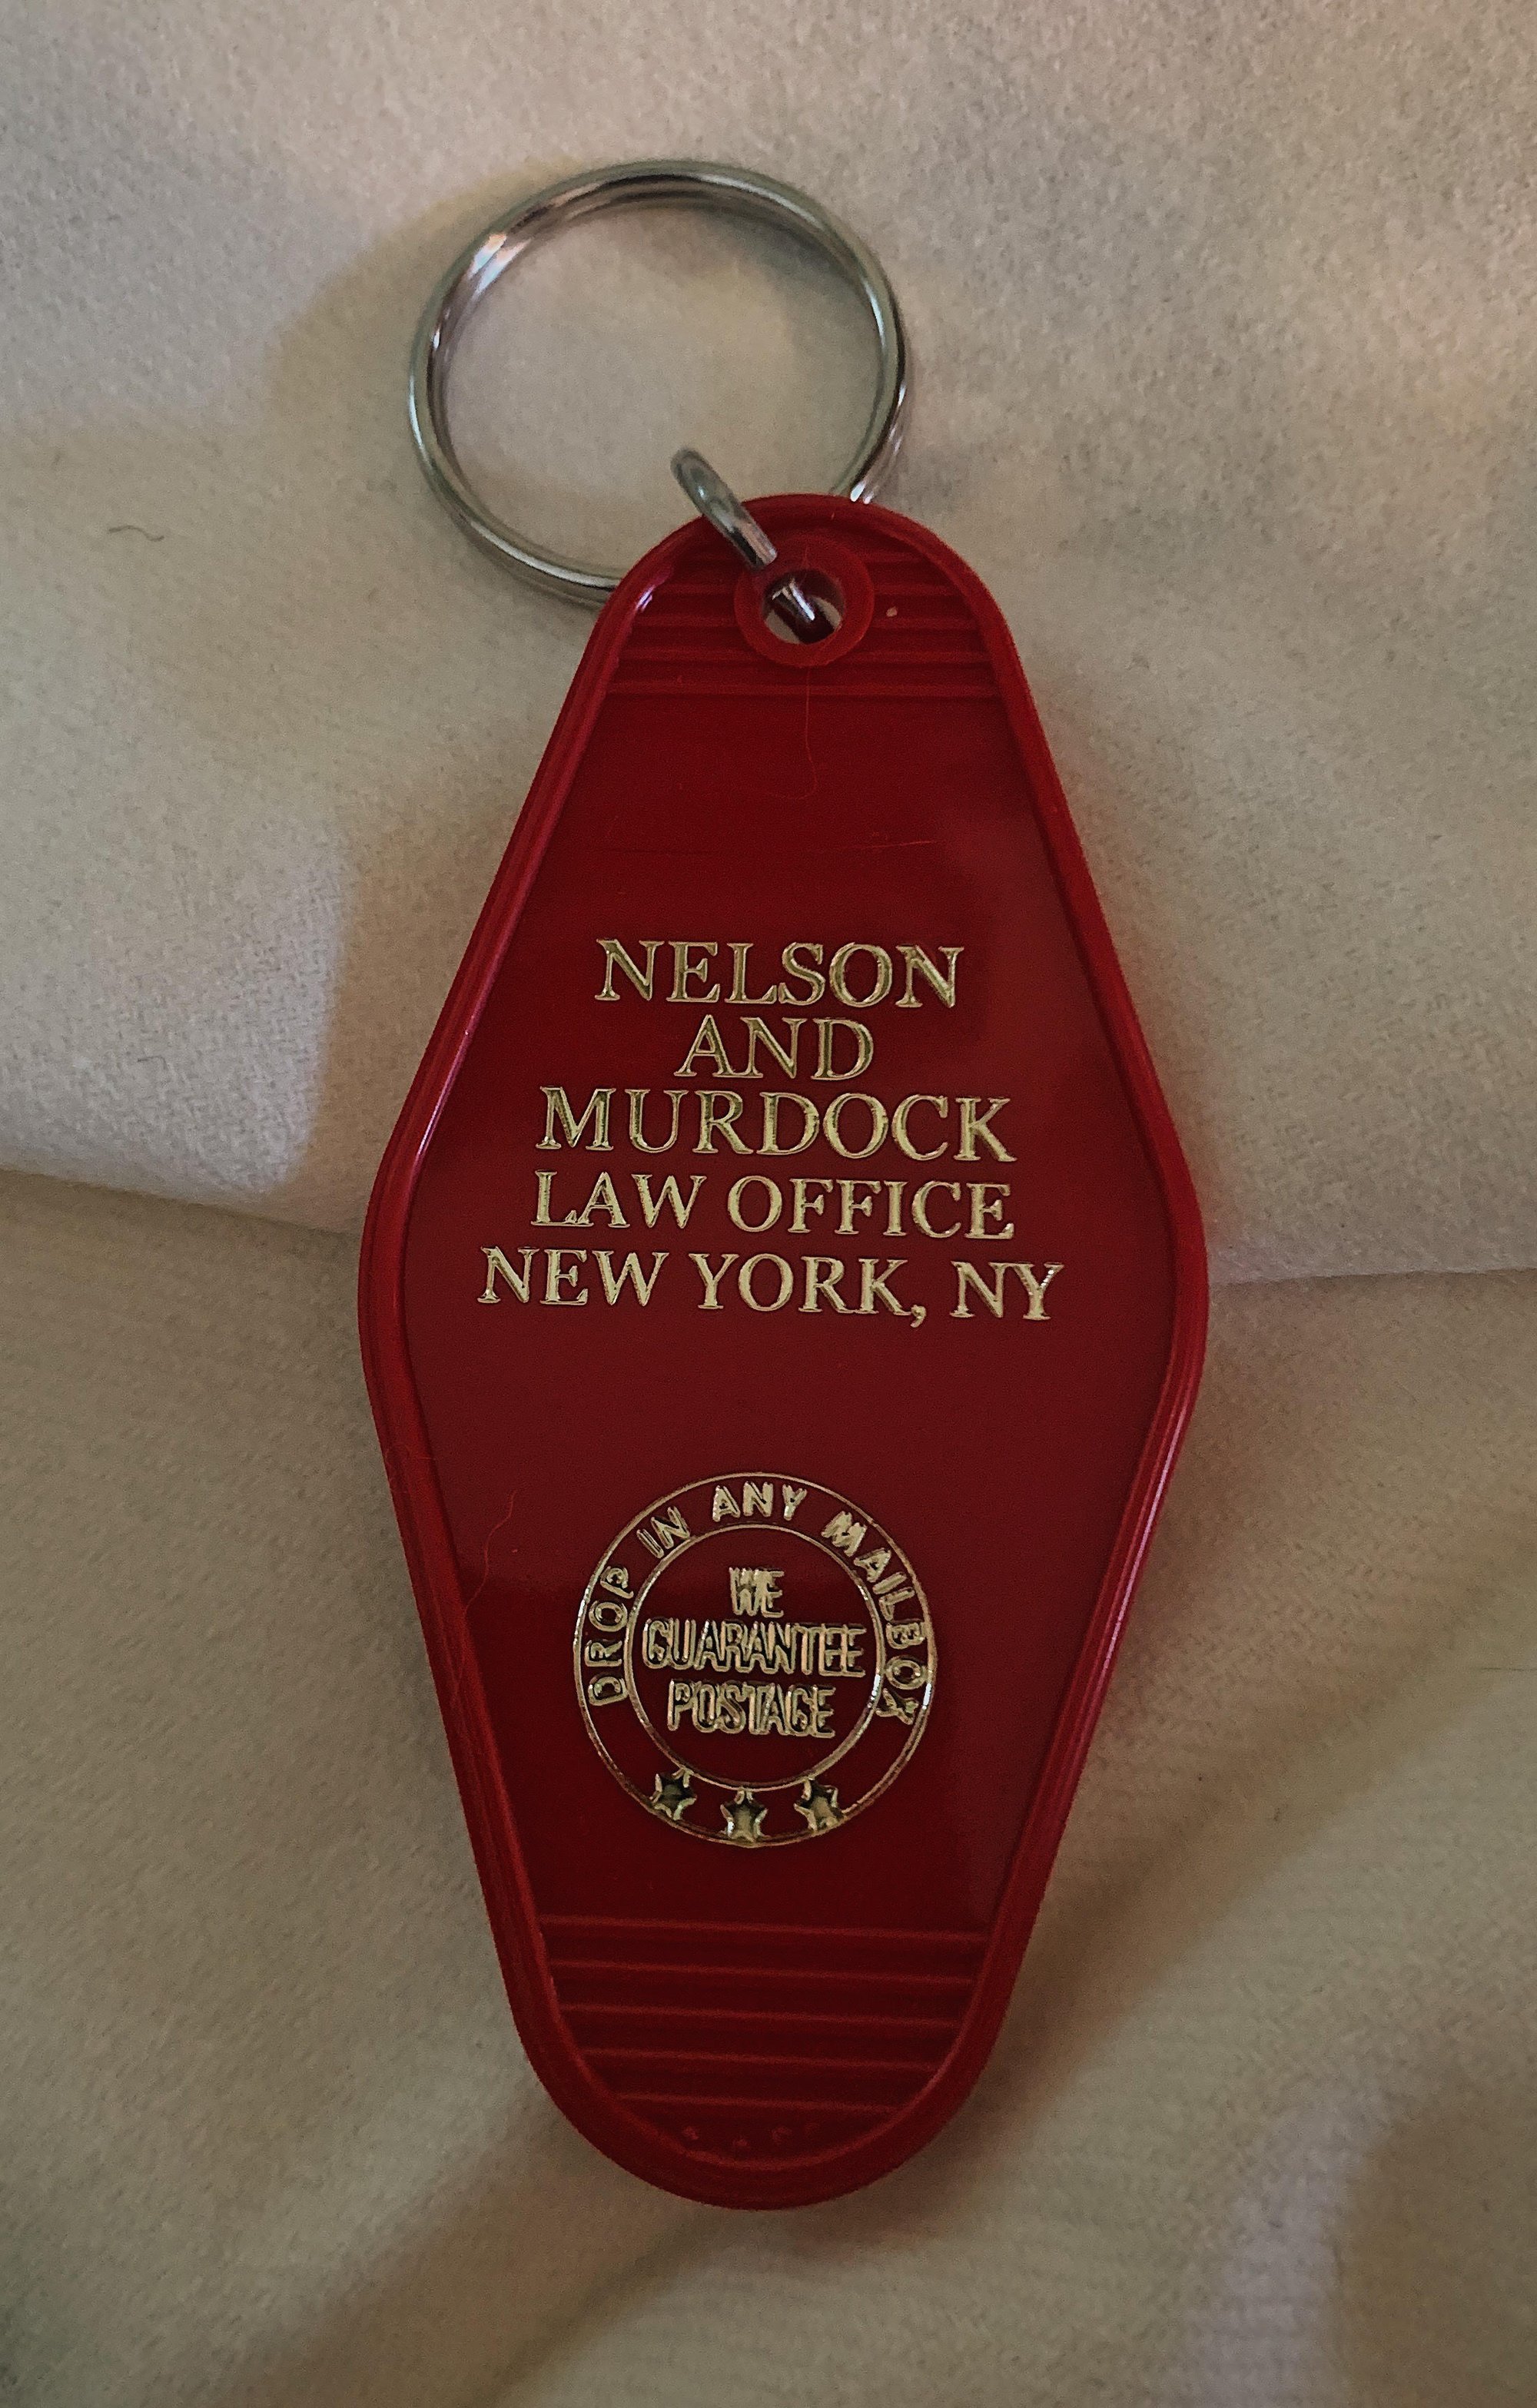 NELSON
AND
MURDOCK
LAW OFFICE
NEW YORK, NY
DROP IN ANY MAILBOX
WE
GUARANTEE
POSTAGE